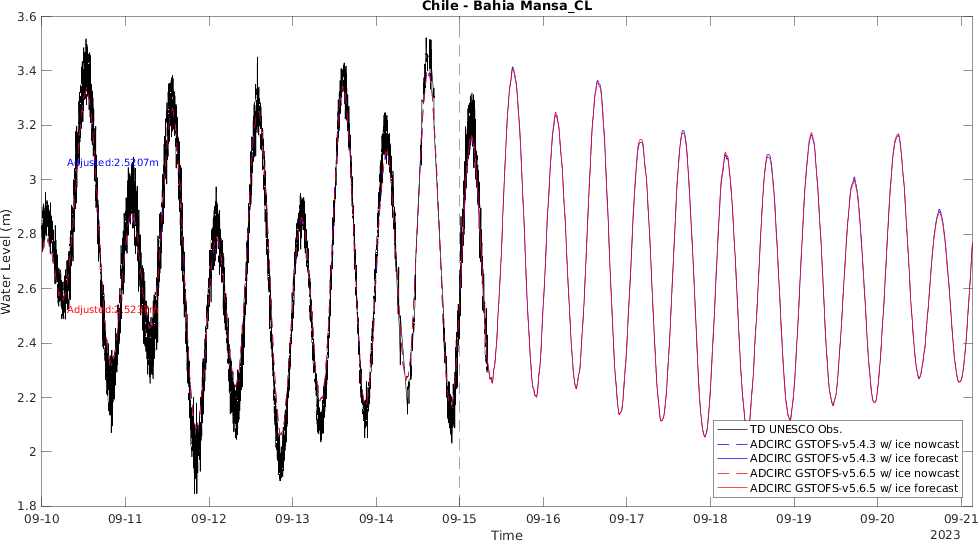 Chile - Bahia Mansa_CL
3.6
3.4
3.2
3
2.8
2.6
2.4
2.2
2
1.8
Water Level (m)
Adjusted:2.5207m
TD UNESCO Obs.
ADCIRC GSTOFS-v5.4.3 w/ ice nowcast
ADCIRC GSTOFS-v5.4.3 w/ ice forecast
ADCIRC GSTOFS-v5.6.5 w/ ice nowcast
ADCIRC GSTOFS-v5.6.5 w/ ice forecast
09-10 09-11 09-12 09-13 09-14 09-15 09-16 09-17 09-18 09-19 09-20 09-21
Time
2023